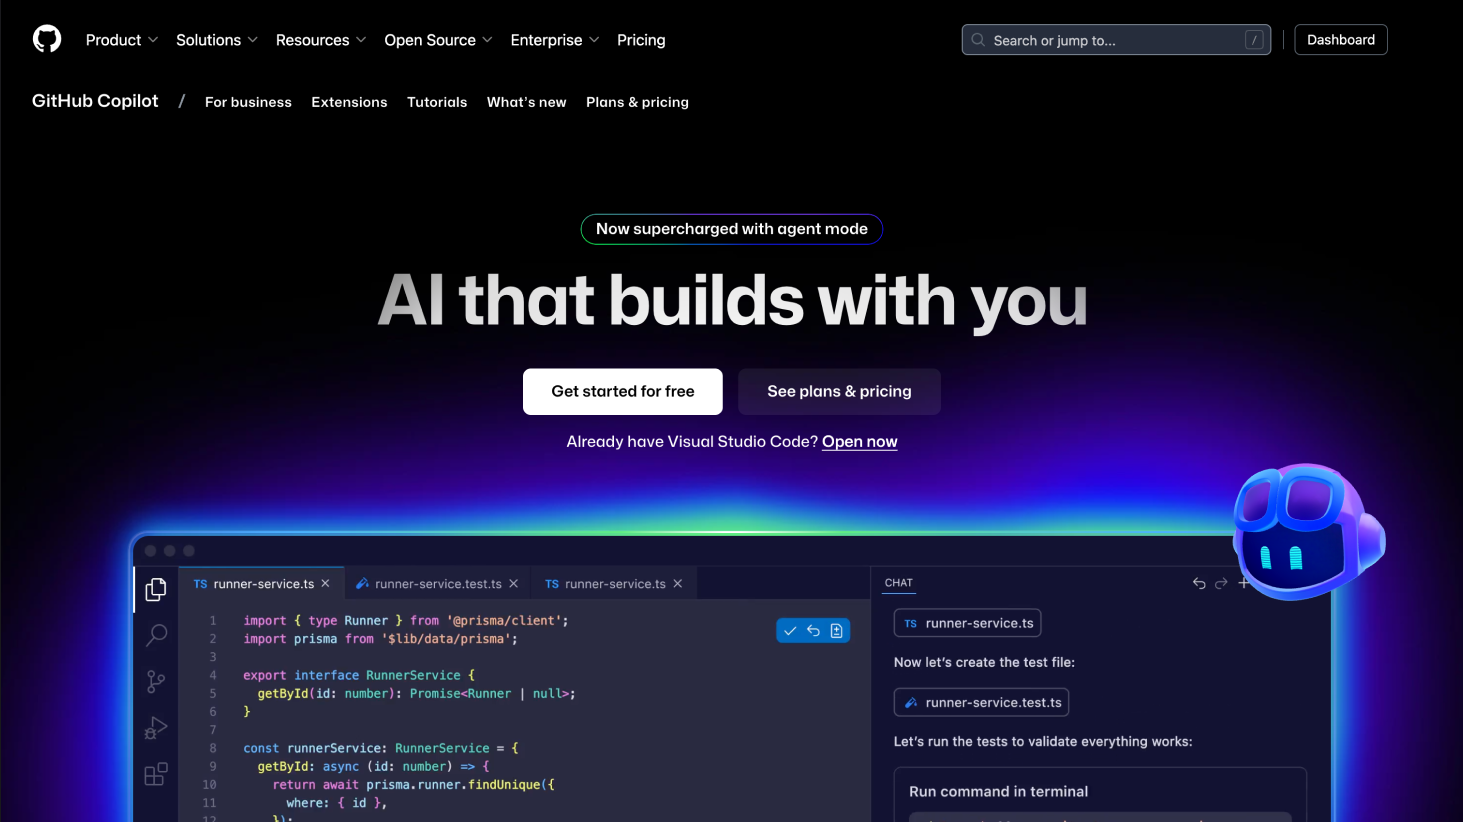 Product Solutions Resources Open Source Enterprise Pricing
Search or jump to... /
Dashboard
GitHub Copilot / For business Extensions Tutorials What's new Plans & pricing
Now supercharged with agent mode
AI that builds with you
Get started for free
See plans & pricing
Already have Visual Studio Code? Open now
TS runner-service.ts
runner-service.test.ts
TS runner-service.ts
1 import { type Runner } from '@prisma/client';
2 import prisma from '$lib/data/prisma';
3
4 export interface RunnerService {
5 getById(id: number): Promise<Runner | null>;
6 }
7
8 const runnerService: RunnerService = {
9 getById: async (id: number) => {
10 return await prisma.runner.findUnique({
11 where: { id },
12 });
CHAT
TS runner-service.ts
Now let's create the test file:
runner-service.test.ts
Let's run the tests to validate everything works:
Run command in terminal